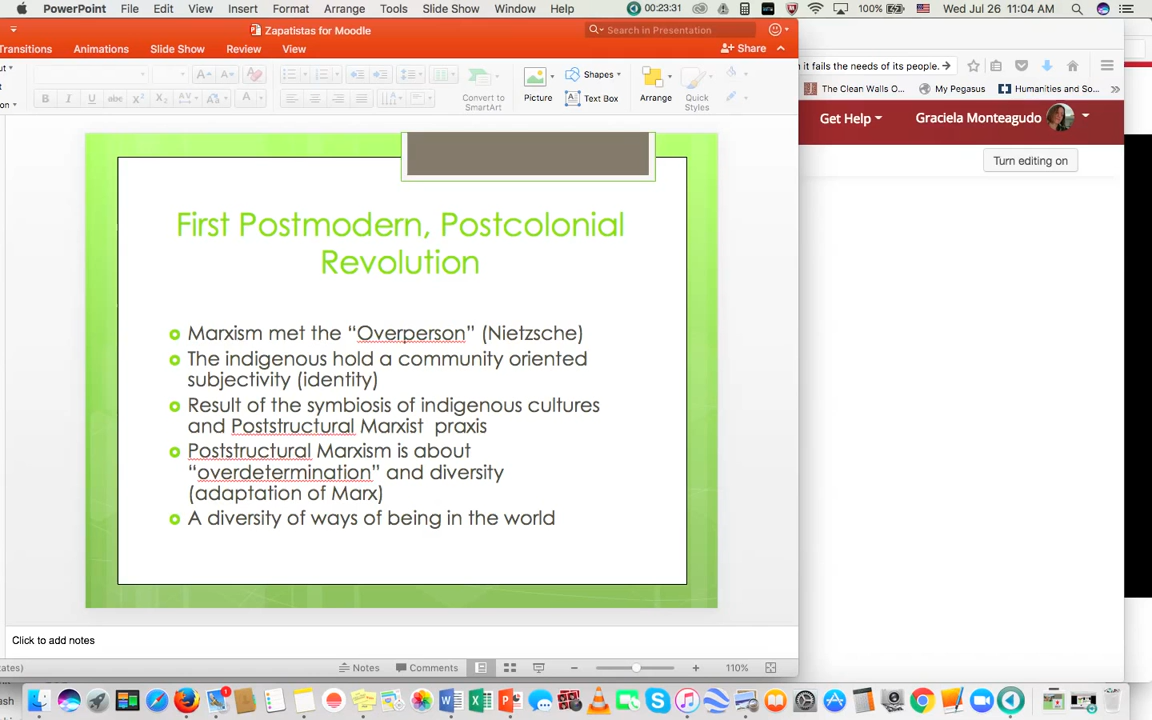 PowerPoint File Edit View Insert Format Arrange Tools Slide Show Window Help 00:23:31 100% Wed Jul 26 11:04 AM
Zapatistas for Moodle
Search in Presentation
Transitions Animations Slide Show Review View Share
Convert to SmartArt
Picture
Shapes
Text Box
Arrange
Quick Styles
it fails the needs of its people.
The Clean Walls O...
My Pegasus
Humanities and So...
Get Help
Graciela Monteagudo
Turn editing on
First Postmodern, Postcolonial
Revolution
Marxism met the “Overperson” (Nietzsche)
The indigenous hold a community oriented
subjectivity (identity)
Result of the symbiosis of indigenous cultures
and Poststructural Marxist praxis
Poststructural Marxism is about
“overdetermination” and diversity
(adaptation of Marx)
A diversity of ways of being in the world
Click to add notes
Notes Comments 110%